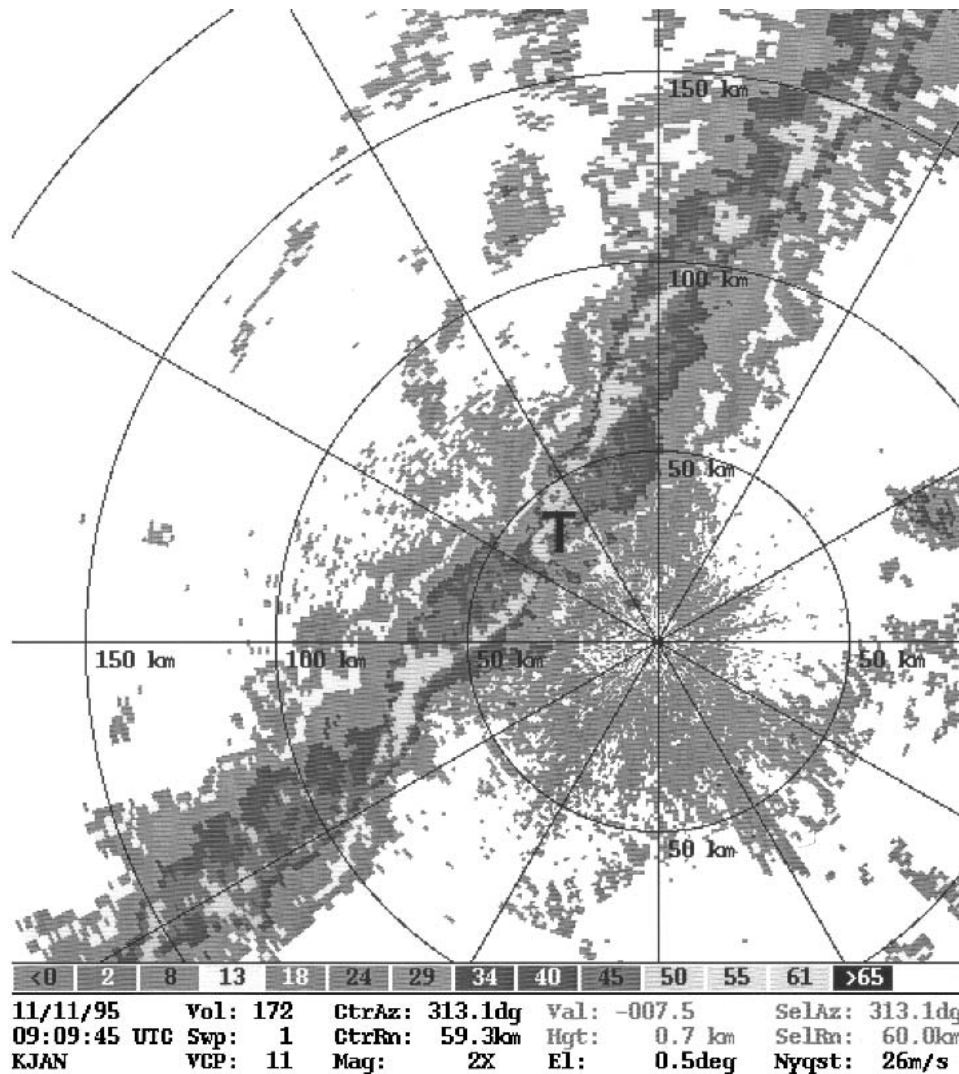 150 km
100 km
50 km
T
150 km 100 km 50 km 50 km
50 km
<0 2 8 13 18 24 29 34 40 45 50 55 61 >65
11/11/95 Vol: 172 CtrAz: 313.1dg Val: -007.5 SelAz: 313.1dg
09:09:45 UTC Swp: 1 CtrRn: 59.3km Hgt: 0.7 km SelRn: 60.0km
KJAN VCP: 11 Mag: 2X El: 0.5deg Nyqst: 26m/s